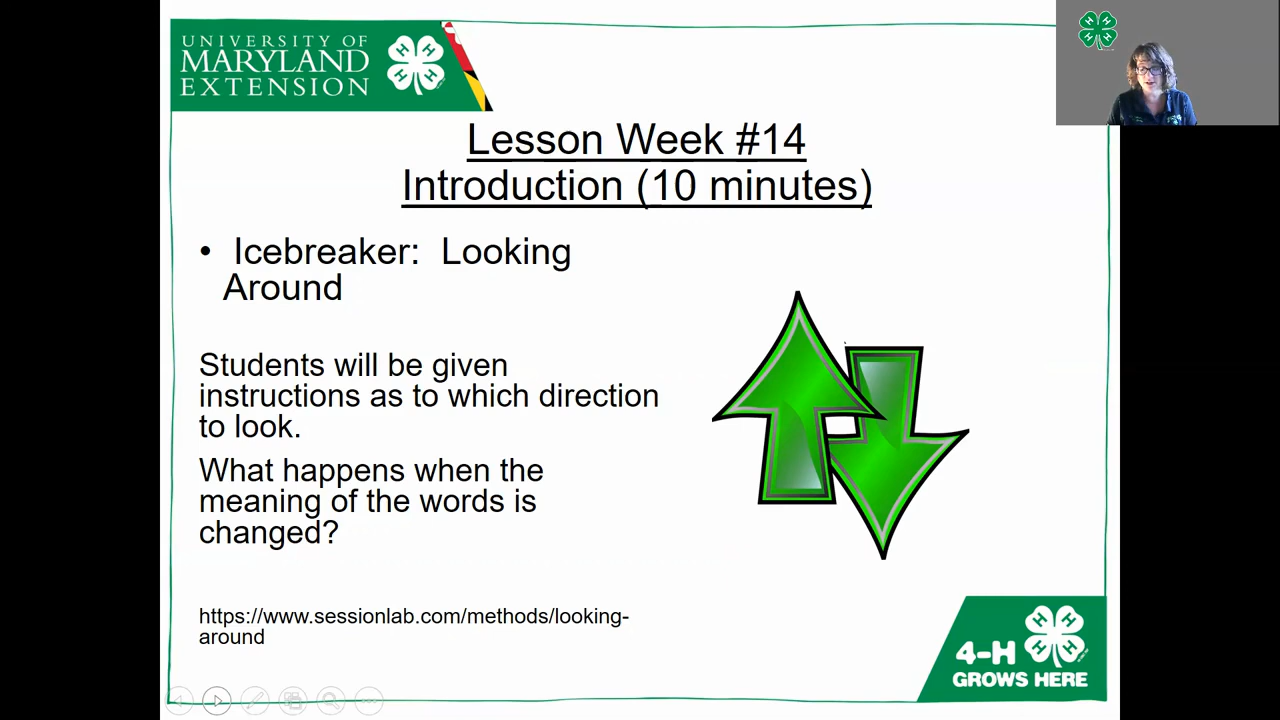 UNIVERSITY OF
MARYLAND
EXTENSION
H H
H H
Lesson Week #14
Introduction (10 minutes)
• Icebreaker: Looking
Around
Students will be given
instructions as to which direction
to look.
What happens when the
meaning of the words is
changed?
https://www.sessionlab.com/methods/looking-
around
4-H
GROWS HERE
H H
H H